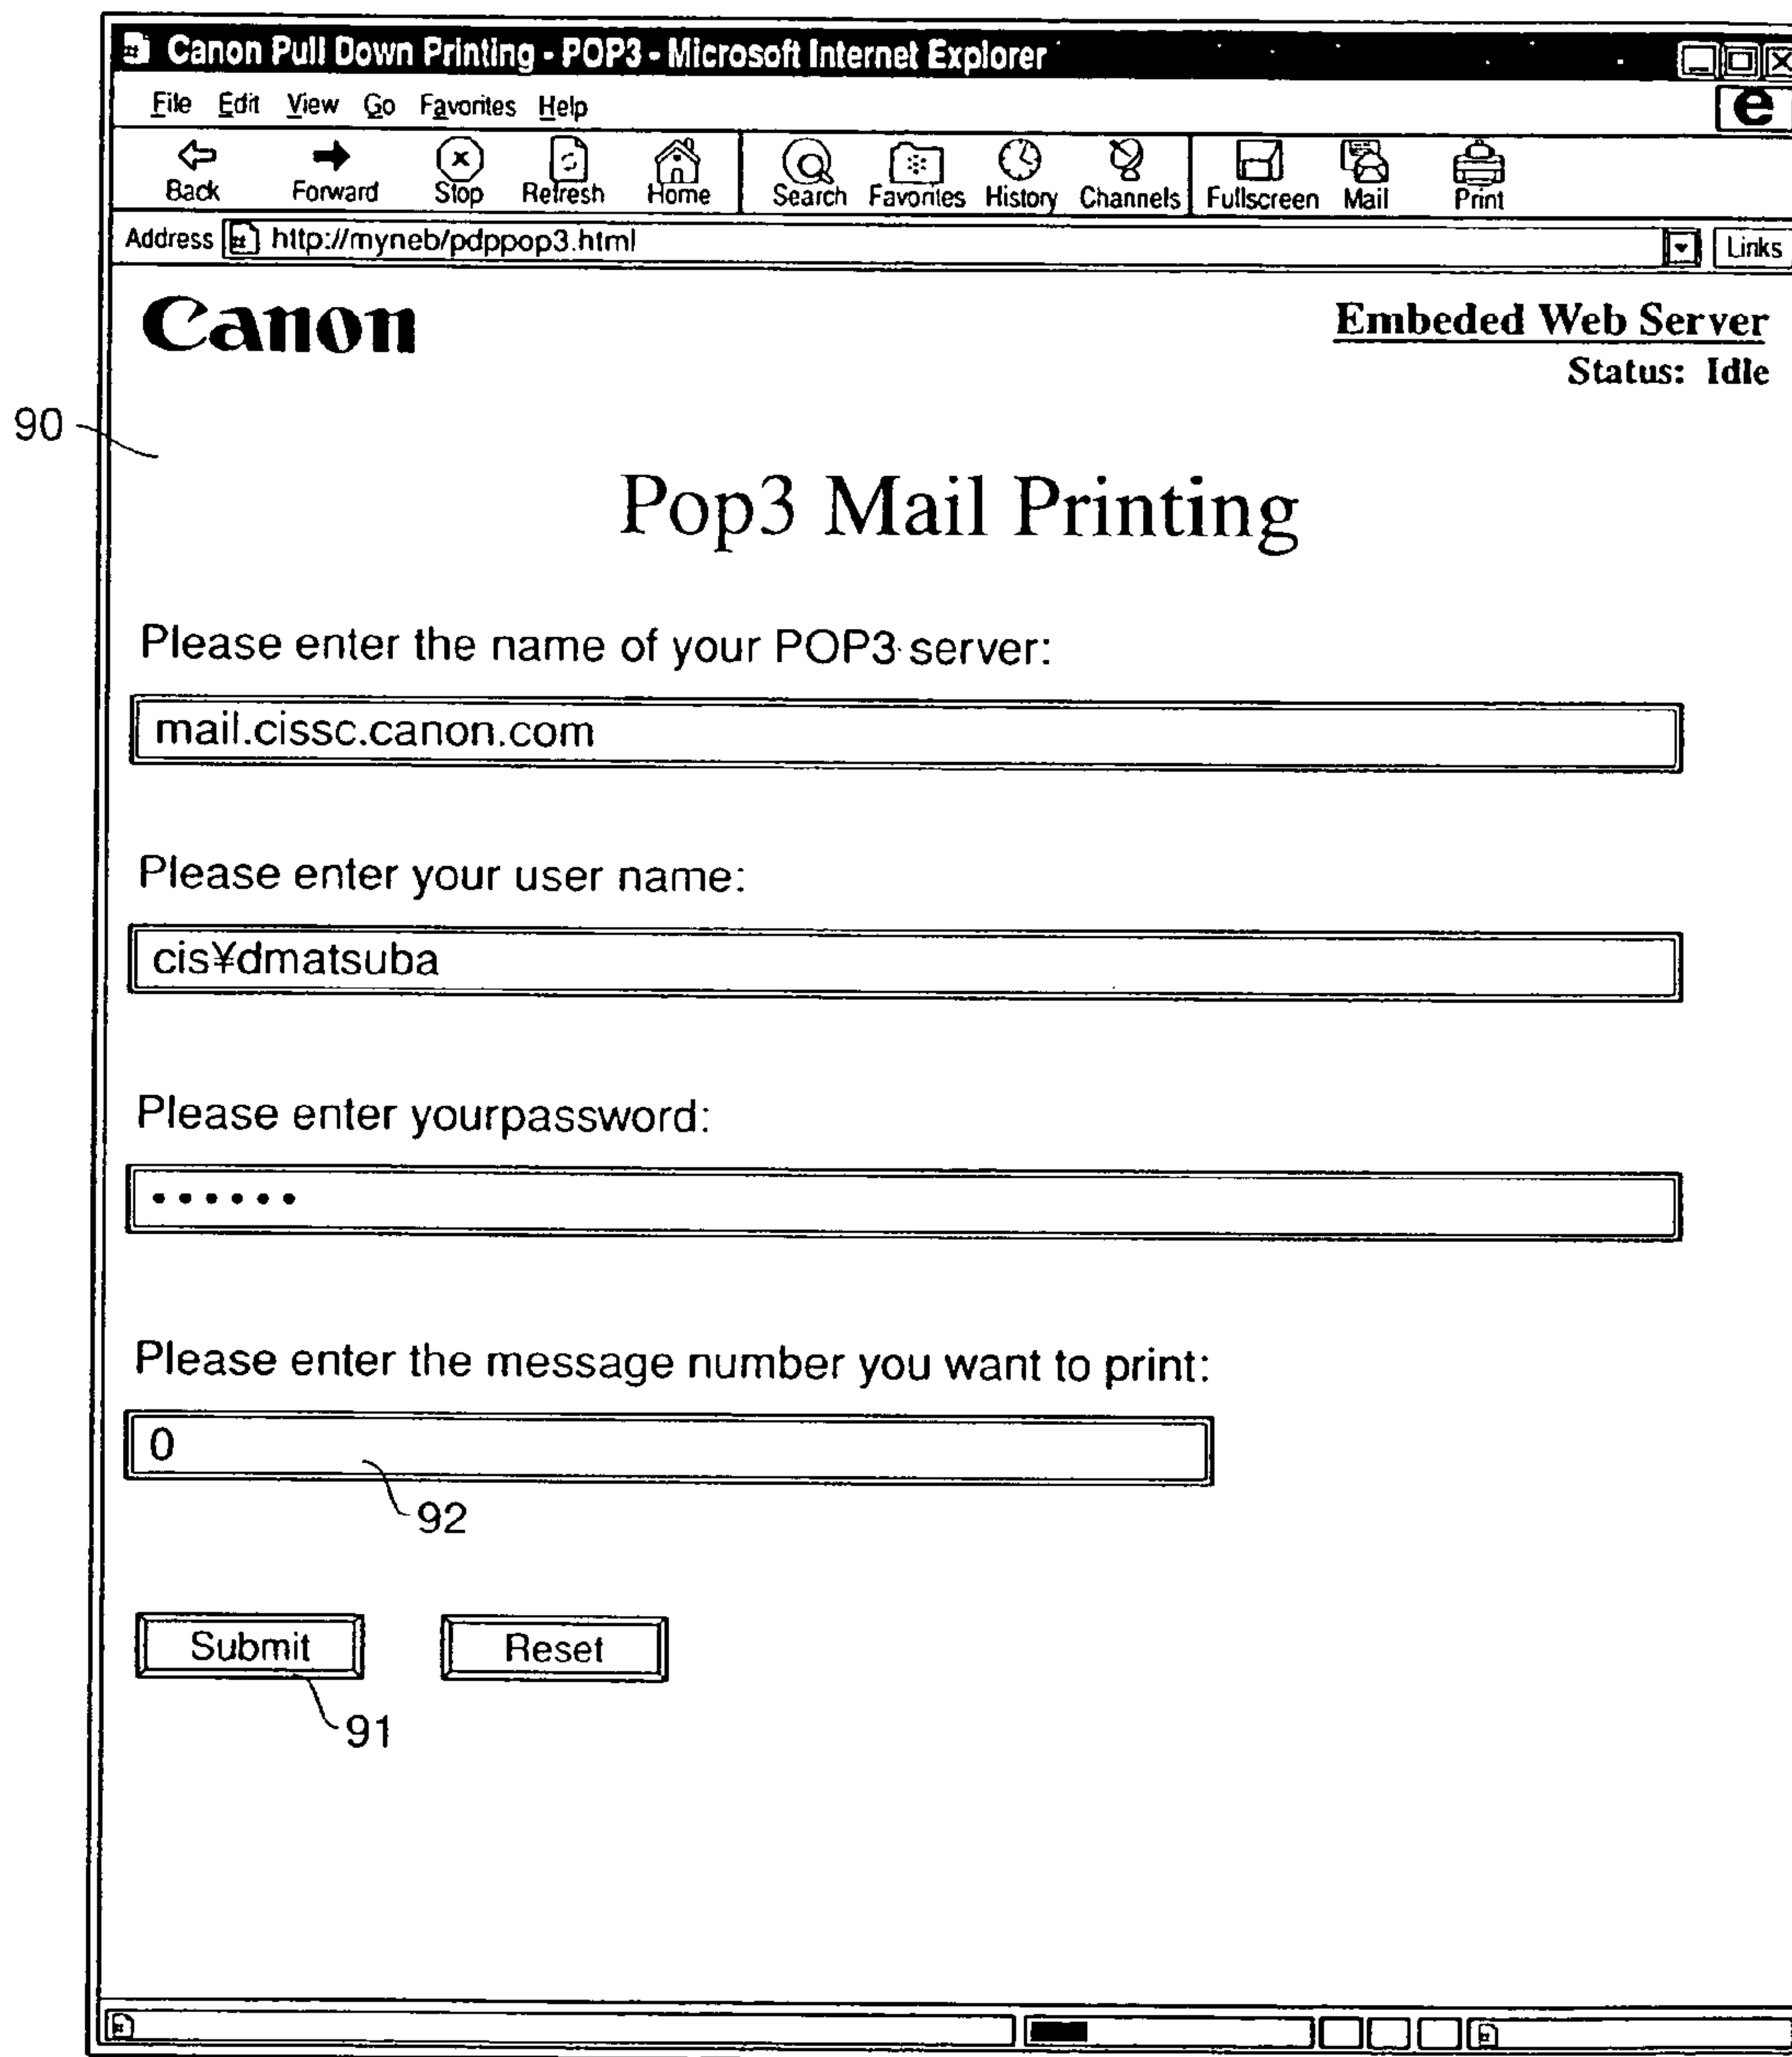 Canon Pull Down Printing - POP3 - Microsoft Internet Explorer
File Edit View Go Favorites Help
Back Forward Stop Refresh Home Search Favorites History Channels Fullscreen Mail Print
Address http://myneb/pdppop3.html Links
Canon
Embeded Web Server
Status: Idle
90
Pop3 Mail Printing
Please enter the name of your POP3 server:
mail.cissc.canon.com
Please enter your user name:
cis¥dmatsuba
Please enter yourpassword:
••••••
Please enter the message number you want to print:
0
92
Submit Reset
91